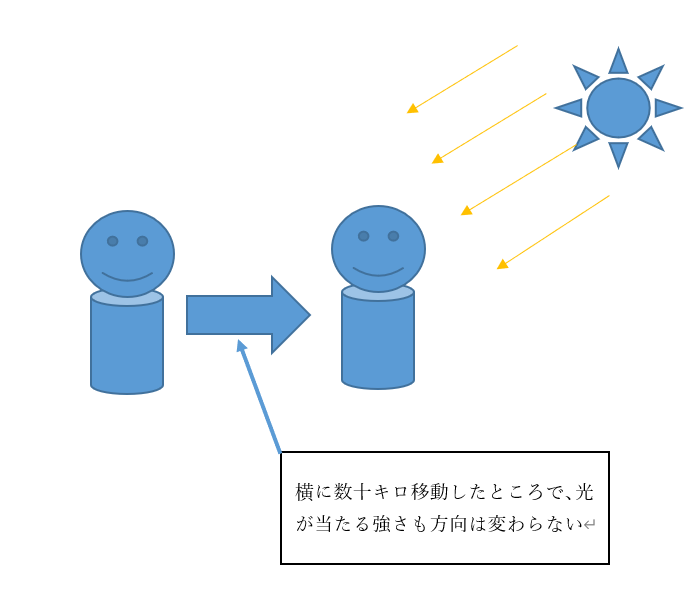 横に数十キロ移動したところで、光
が当たる強さも方向は変わらない↵